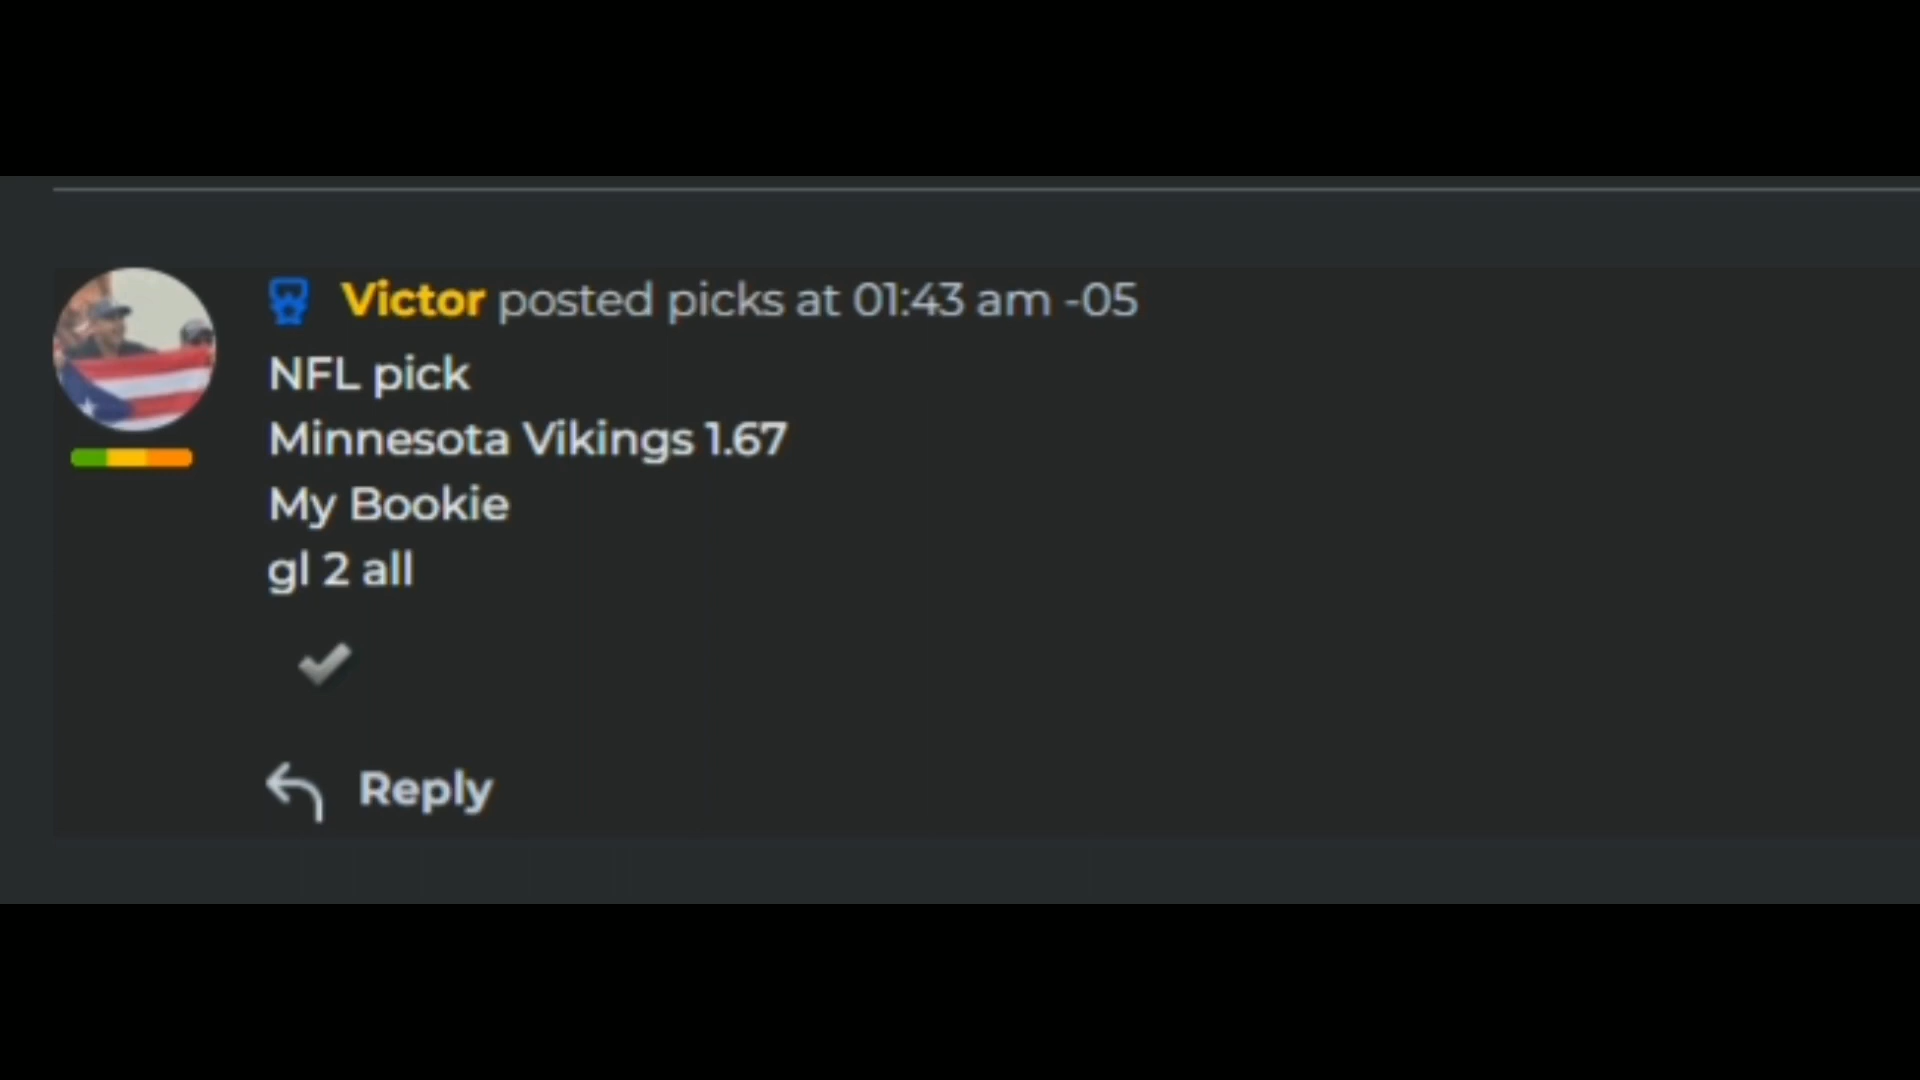 Victor posted picks at 01:43 am -05
NFL pick
Minnesota Vikings 1.67
My Bookie
gl 2 all
Reply